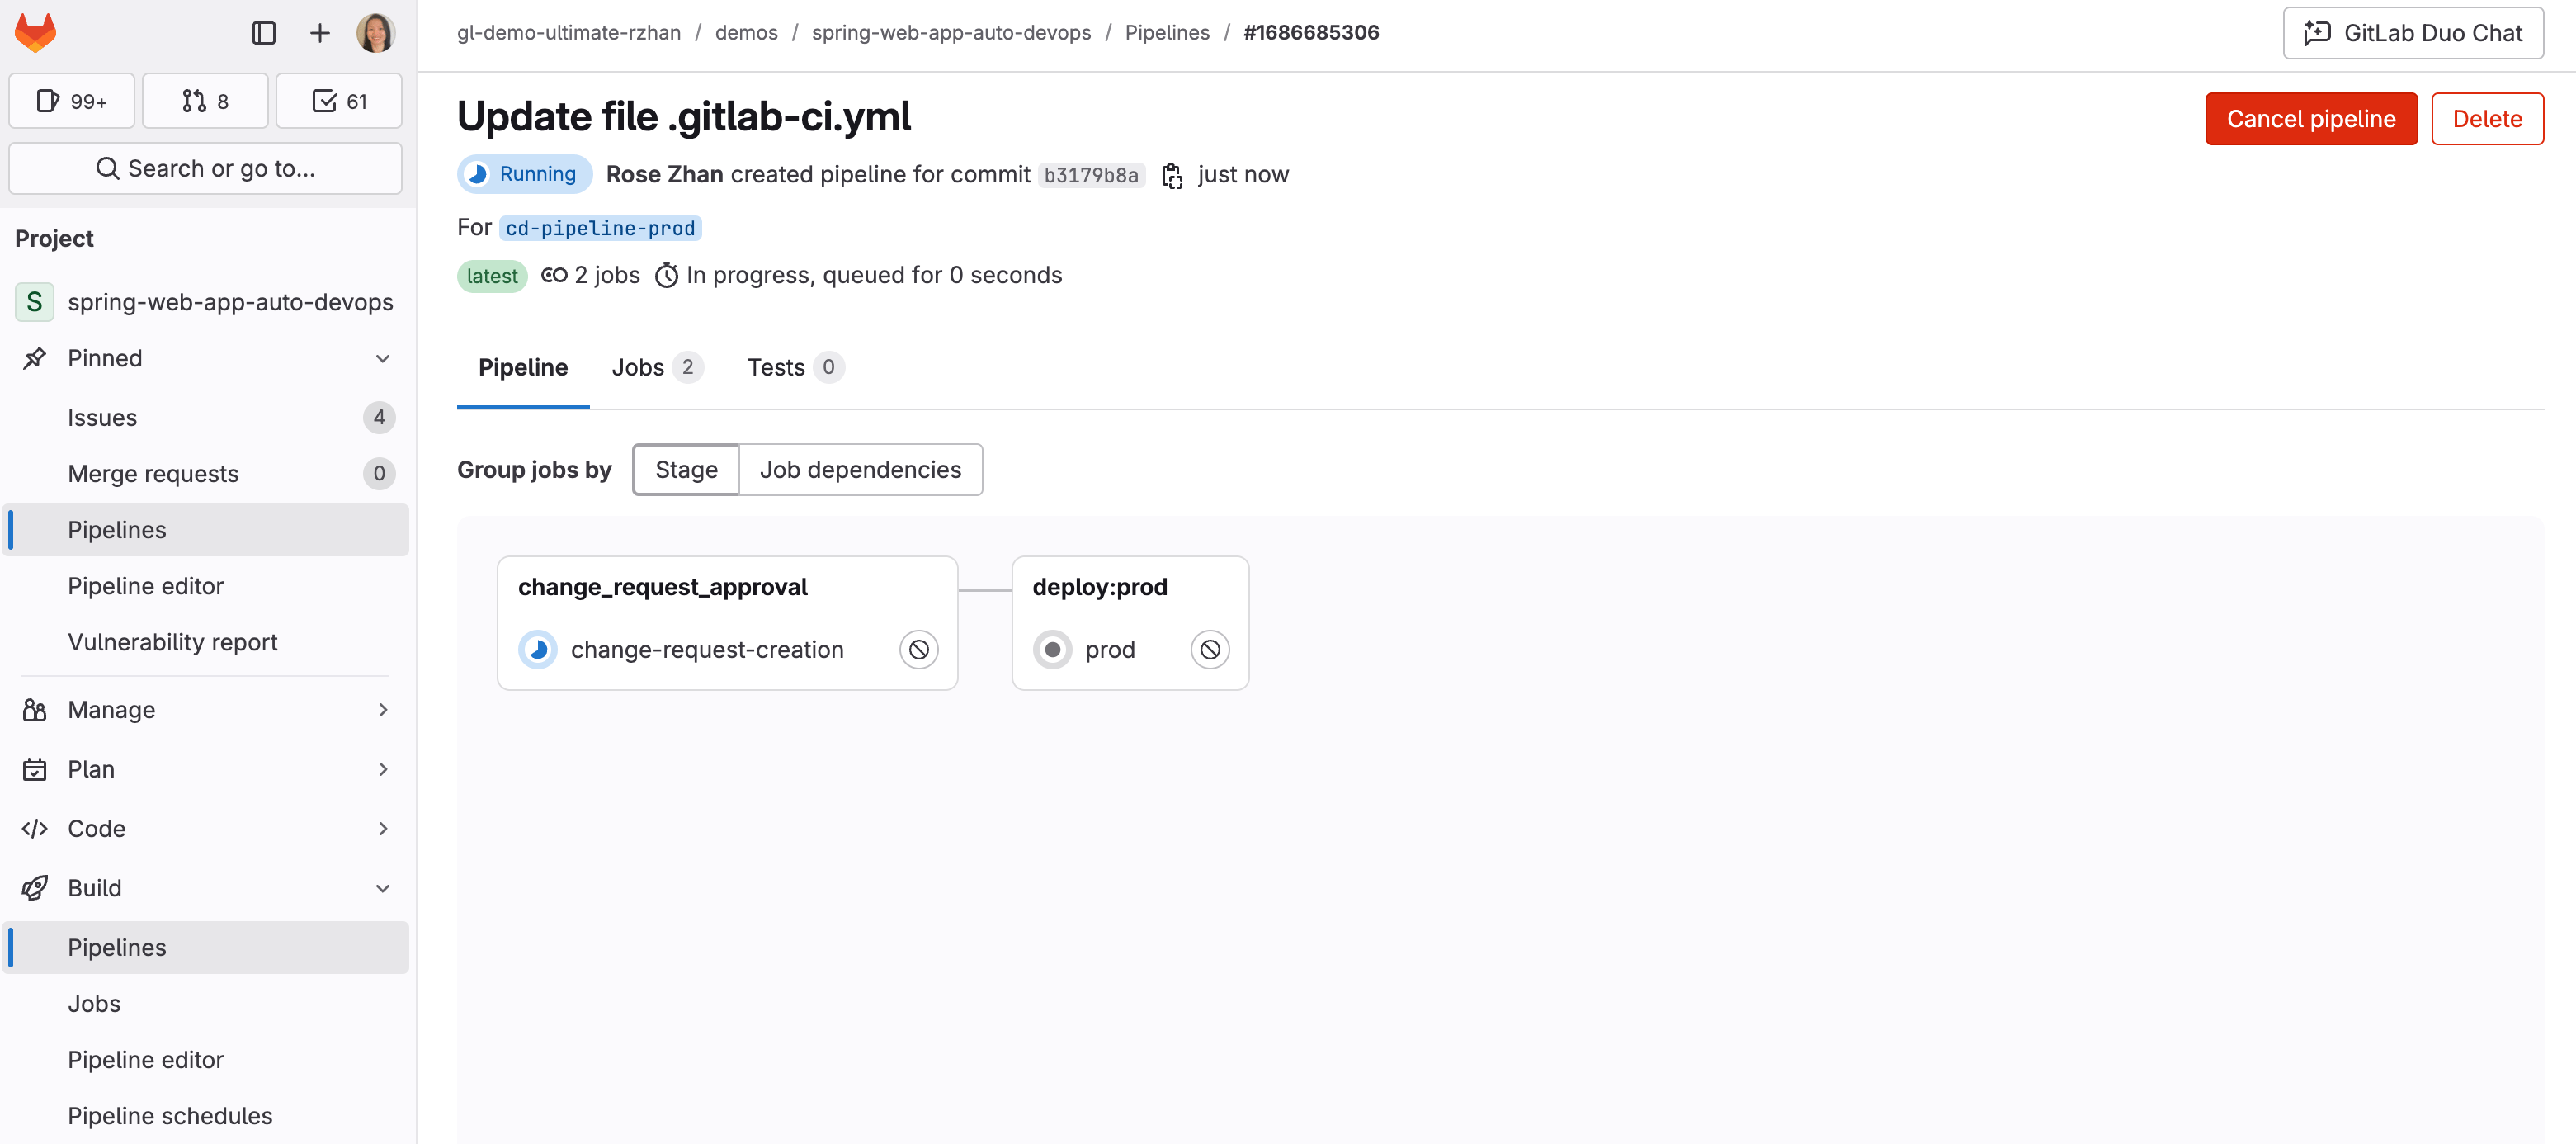 gl-demo-ultimate-rzhan / demos / spring-web-app-auto-devops / Pipelines / #1686685306
GitLab Duo Chat
99+ 8 61
Search or go to...
Project
S spring-web-app-auto-devops
Pinned
Issues 4
Merge requests 0
Pipelines
Pipeline editor
Vulnerability report
Manage
Plan
Code
Build
Pipelines
Jobs
Pipeline editor
Pipeline schedules
Update file .gitlab-ci.yml
Cancel pipeline
Delete
Running Rose Zhan created pipeline for commit b3179b8a just now
For cd-pipeline-prod
latest 2 jobs In progress, queued for 0 seconds
Pipeline Jobs 2 Tests 0
Group jobs by Stage Job dependencies
change_request_approval
change-request-creation
deploy:prod
prod